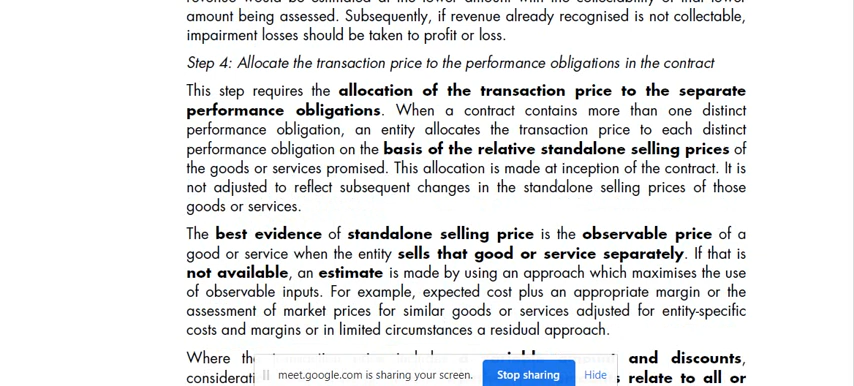 amount being assessed. Subsequently, if revenue already recognised is not collectable,
impairment losses should be taken to profit or loss.
Step 4: Allocate the transaction price to the performance obligations in the contract
This step requires the allocation of the transaction price to the separate
performance obligations. When a contract contains more than one distinct
performance obligation, an entity allocates the transaction price to each distinct
performance obligation on the basis of the relative standalone selling prices of
the goods or services promised. This allocation is made at inception of the contract. It is
not adjusted to reflect subsequent changes in the standalone selling prices of those
goods or services.
The best evidence of standalone selling price is the observable price of a
good or service when the entity sells that good or service separately. If that is
not available, an estimate is made by using an approach which maximises the use
of observable inputs. For example, expected cost plus an appropriate margin or the
assessment of market prices for similar goods or services adjusted for entity-specific
costs and margins or in limited circumstances a residual approach.
Where and discounts,
relate to all or
meet.google.com is sharing your screen. Stop sharing Hide